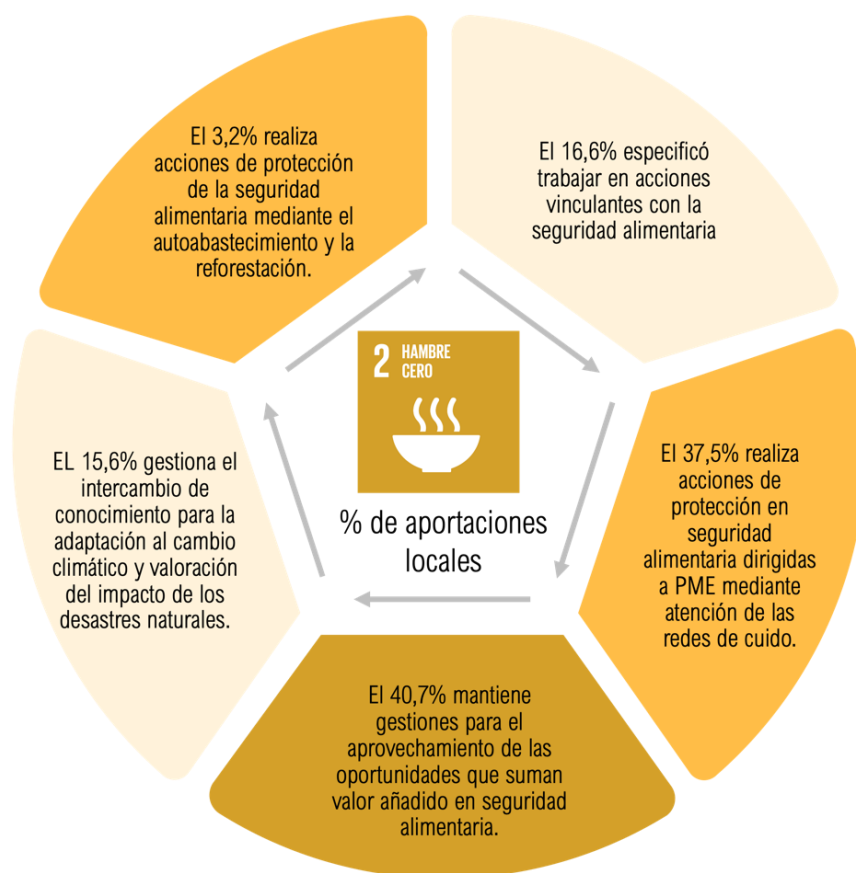 El 3,2% realiza
acciones de protección
de la seguridad
alimentaria mediante el
autoabastecimiento y la
reforestación.
El 16,6% especificó
trabajar en acciones
vinculantes con la
seguridad alimentaria
2 HAMBRE
CERO
% de aportaciones
locales
EL 15,6% gestiona el
intercambio de
conocimiento para la
adaptación al cambio
climático y valoración
del impacto de los
desastres naturales.
El 37,5% realiza
acciones de
protección en
seguridad
alimentaria dirigidas
a PME mediante
atención de las
redes de cuido.
El 40,7% mantiene
gestiones para el
aprovechamiento de las
oportunidades que suman
valor añadido en seguridad
alimentaria.